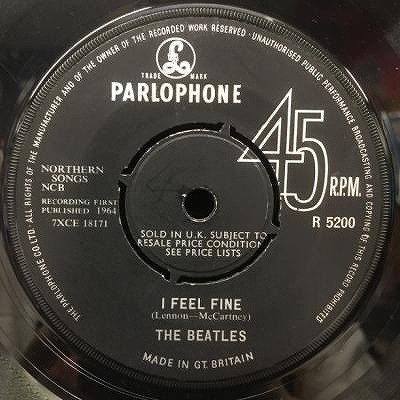 THE PARLOPHONE CO. LTD. ALL RIGHTS OF THE MANUFACTURER AND OF THE OWNER OF THE RECORDED WORK RESERVED · UNAUTHORISED PUBLIC PERFORMANCE BROADCASTING AND COPYING OF THIS RECORD PROHIBITED
TRADE MARK
PARLOPHONE
45
R.P.M.
R 5200
NORTHERN
SONGS
NCB
RECORDING FIRST
PUBLISHED 1964
7XCE 18171
SOLD IN U.K. SUBJECT TO
RESALE PRICE CONDITIONS
SEE PRICE LISTS
I FEEL FINE
(Lennon—McCartney)
THE BEATLES
MADE IN GT. BRITAIN